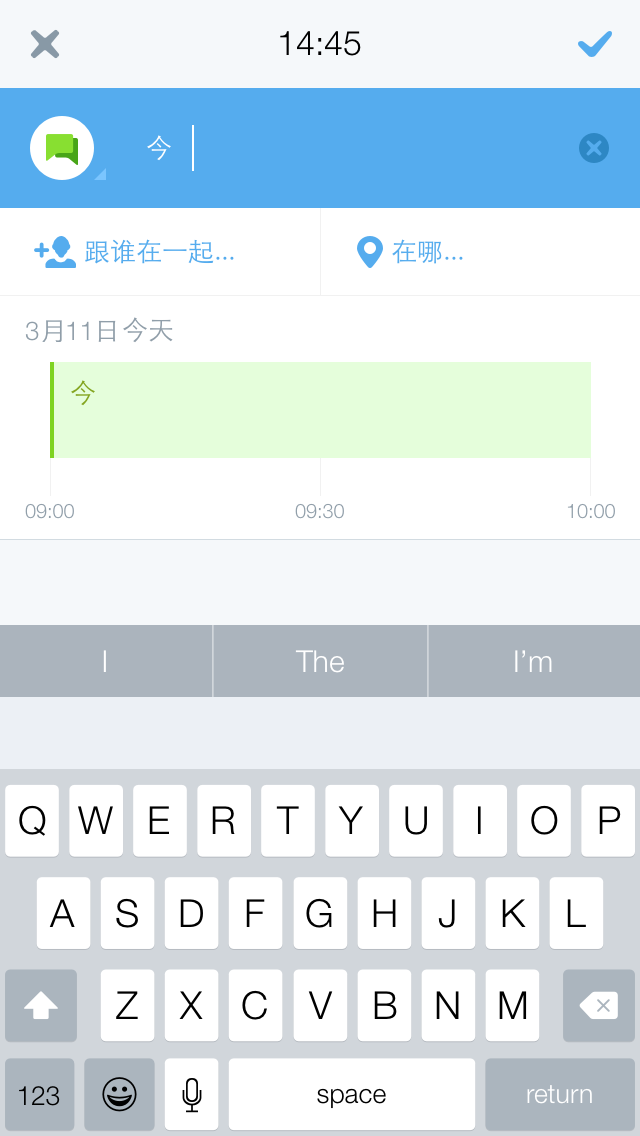 14:45
今
跟谁在一起...
在哪...
3月11日 今天
今
09:00 09:30 10:00
I The I’m
Q W E R T Y U I O P
A S D F G H J K L
Z X C V B N M
123 space return